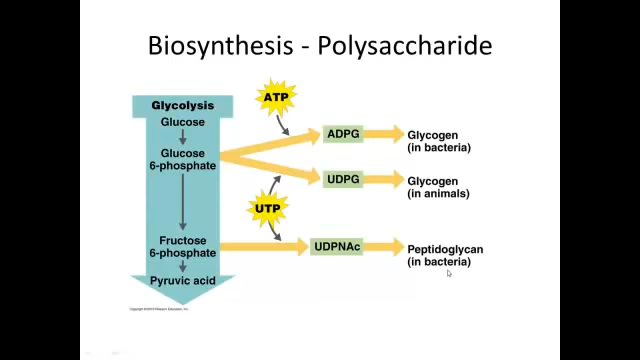 Biosynthesis - Polysaccharide
ATP
Glycolysis
Glucose
Glucose
6-phosphate
ADPG
Glycogen
(in bacteria)
UDPG
Glycogen
(in animals)
UTP
Fructose
6-phosphate
UDPNAc
Peptidoglycan
(in bacteria)
Pyruvic acid